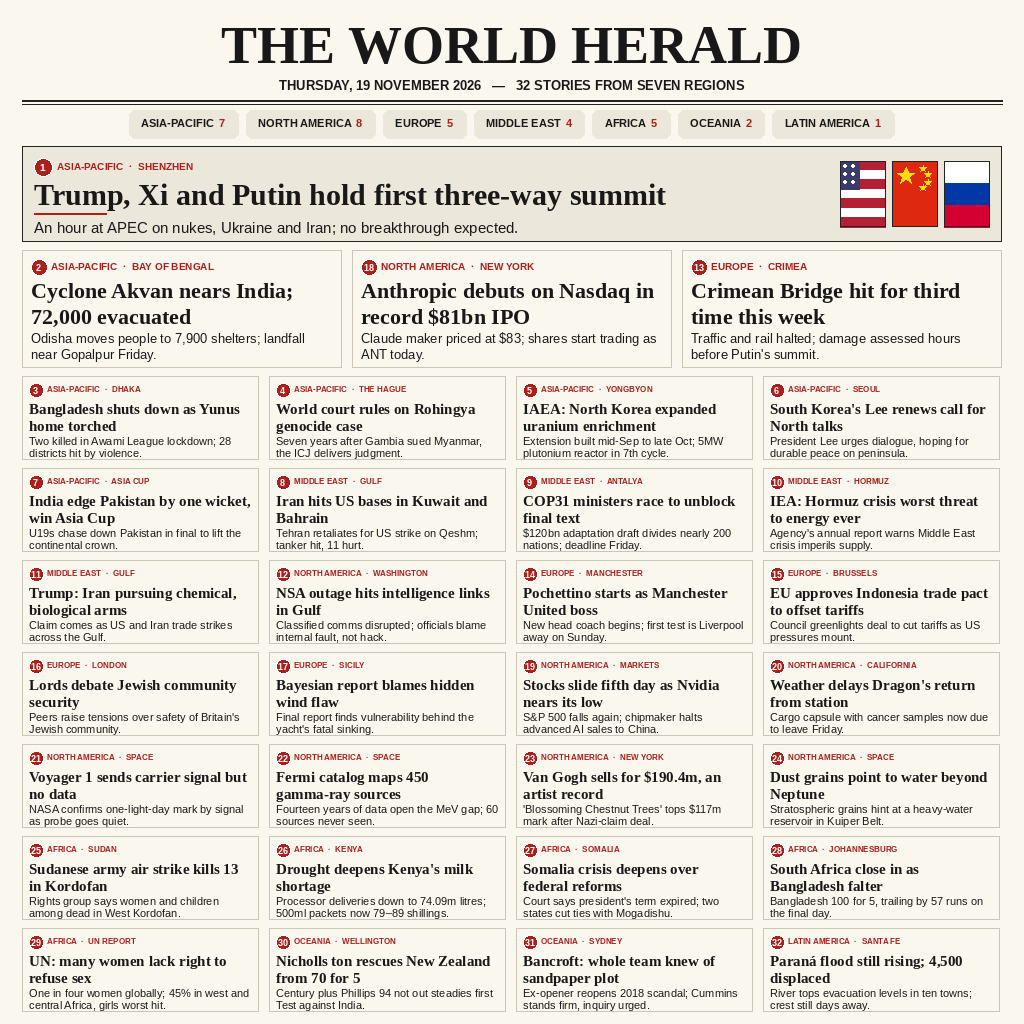 THE WORLD HERALD
THURSDAY, 19 NOVEMBER 2026 — 32 STORIES FROM SEVEN REGIONS
ASIA-PACIFIC 7 NORTH AMERICA 8 EUROPE 5 MIDDLE EAST 4 AFRICA 5 OCEANIA 2 LATIN AMERICA 1
1 ASIA-PACIFIC · SHENZHEN
Trump, Xi and Putin hold first three-way summit
An hour at APEC on nukes, Ukraine and Iran; no breakthrough expected.
2 ASIA-PACIFIC · BAY OF BENGAL
Cyclone Akvan nears India;
72,000 evacuated
Odisha moves people to 7,900 shelters; landfall
near Gopalpur Friday.
18 NORTH AMERICA · NEW YORK
Anthropic debuts on Nasdaq in
record $81bn IPO
Claude maker priced at $83; shares start trading as
ANT today.
13 EUROPE · CRIMEA
Crimean Bridge hit for third
time this week
Traffic and rail halted; damage assessed hours
before Putin's summit.
3 ASIA-PACIFIC · DHAKA
Bangladesh shuts down as Yunus
home torched
Two killed in Awami League lockdown; 28
districts hit by violence.
4 ASIA-PACIFIC · THE HAGUE
World court rules on Rohingya
genocide case
Seven years after Gambia sued Myanmar,
the ICJ delivers judgment.
5 ASIA-PACIFIC · YONGBYON
IAEA: North Korea expanded
uranium enrichment
Extension built mid-Sep to late Oct; 5MW
plutonium reactor in 7th cycle.
6 ASIA-PACIFIC · SEOUL
South Korea's Lee renews call for
North talks
President Lee urges dialogue, hoping for
durable peace on peninsula.
7 ASIA-PACIFIC · ASIA CUP
India edge Pakistan by one wicket,
win Asia Cup
U19s chase down Pakistan in final to lift the
continental crown.
8 MIDDLE EAST · GULF
Iran hits US bases in Kuwait and
Bahrain
Tehran retaliates for US strike on Qeshm;
tanker hit, 11 hurt.
9 MIDDLE EAST · ANTALYA
COP31 ministers race to unblock
final text
$120bn adaptation draft divides nearly 200
nations; deadline Friday.
10 MIDDLE EAST · HORMUZ
IEA: Hormuz crisis worst threat
to energy ever
Agency's annual report warns Middle East
crisis imperils supply.
11 MIDDLE EAST · GULF
Trump: Iran pursuing chemical,
biological arms
Claim comes as US and Iran trade strikes
across the Gulf.
12 NORTH AMERICA · WASHINGTON
NSA outage hits intelligence links
in Gulf
Classified comms disrupted; officials blame
internal fault, not hack.
14 EUROPE · MANCHESTER
Pochettino starts as Manchester
United boss
New head coach begins; first test is Liverpool
away on Sunday.
15 EUROPE · BRUSSELS
EU approves Indonesia trade pact
to offset tariffs
Council greenlights deal to cut tariffs as US
pressures mount.
16 EUROPE · LONDON
Lords debate Jewish community
security
Peers raise tensions over safety of Britain's
Jewish community.
17 EUROPE · SICILY
Bayesian report blames hidden
wind flaw
Final report finds vulnerability behind the
yacht's fatal sinking.
19 NORTH AMERICA · MARKETS
Stocks slide fifth day as Nvidia
nears its low
S&P 500 falls again; chipmaker halts
advanced AI sales to China.
20 NORTH AMERICA · CALIFORNIA
Weather delays Dragon's return
from station
Cargo capsule with cancer samples now due
to leave Friday.
21 NORTH AMERICA · SPACE
Voyager 1 sends carrier signal but
no data
NASA confirms one-light-day mark by signal
as probe goes quiet.
22 NORTH AMERICA · SPACE
Fermi catalog maps 450
gamma-ray sources
Fourteen years of data open the MeV gap; 60
sources never seen.
23 NORTH AMERICA · NEW YORK
Van Gogh sells for $190.4m, an
artist record
'Blossoming Chestnut Trees' tops $117m
mark after Nazi-claim deal.
24 NORTH AMERICA · SPACE
Dust grains point to water beyond
Neptune
Stratospheric grains hint at a heavy-water
reservoir in Kuiper Belt.
25 AFRICA · SUDAN
Sudanese army air strike kills 13
in Kordofan
Rights group says women and children
among dead in West Kordofan.
26 AFRICA · KENYA
Drought deepens Kenya's milk
shortage
Processor deliveries down to 74.09m litres;
500ml packets now 79–89 shillings.
27 AFRICA · SOMALIA
Somalia crisis deepens over
federal reforms
Court says president's term expired; two
states cut ties with Mogadishu.
28 AFRICA · JOHANNESBURG
South Africa close in as
Bangladesh falter
Bangladesh 100 for 5, trailing by 57 runs on
the final day.
29 AFRICA · UN REPORT
UN: many women lack right to
refuse sex
One in four women globally; 45% in west and
central Africa, girls worst hit.
30 OCEANIA · WELLINGTON
Nicholls ton rescues New Zealand
from 70 for 5
Century plus Phillips 94 not out steadies first
Test against India.
31 OCEANIA · SYDNEY
Bancroft: whole team knew of
sandpaper plot
Ex-opener reopens 2018 scandal; Cummins
stands firm, inquiry urged.
32 LATIN AMERICA · SANTA FE
Paraná flood still rising; 4,500
displaced
River tops evacuation levels in ten towns;
crest still days away.